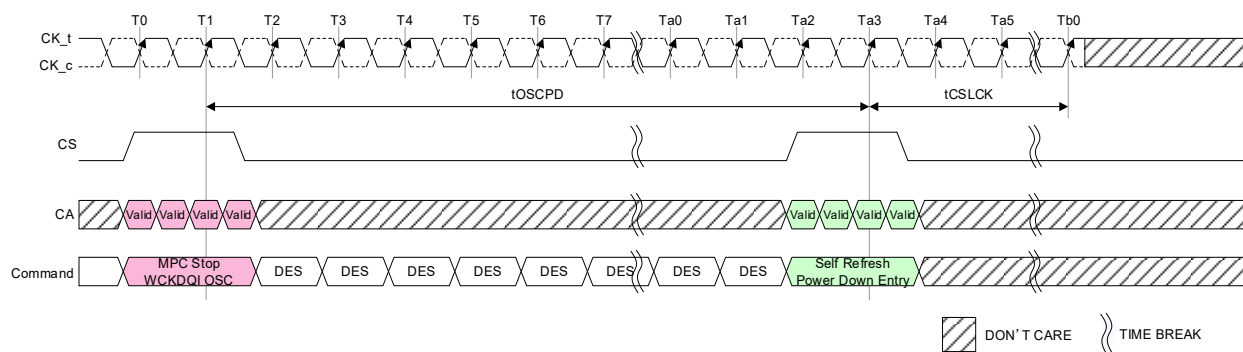 T0 T1 T2 T3 T4 T5 T6 T7 Ta0 Ta1 Ta2 Ta3 Ta4 Ta5 Tb0
CK_t
CK_c
tOSCPD tCSLCK
CS
CA Valid Valid Valid Valid Valid Valid Valid Valid
Command MPC Stop WCKDQI OSC DES DES DES DES DES DES DES DES Self Refresh Power Down Entry
DON'T CARE TIME BREAK